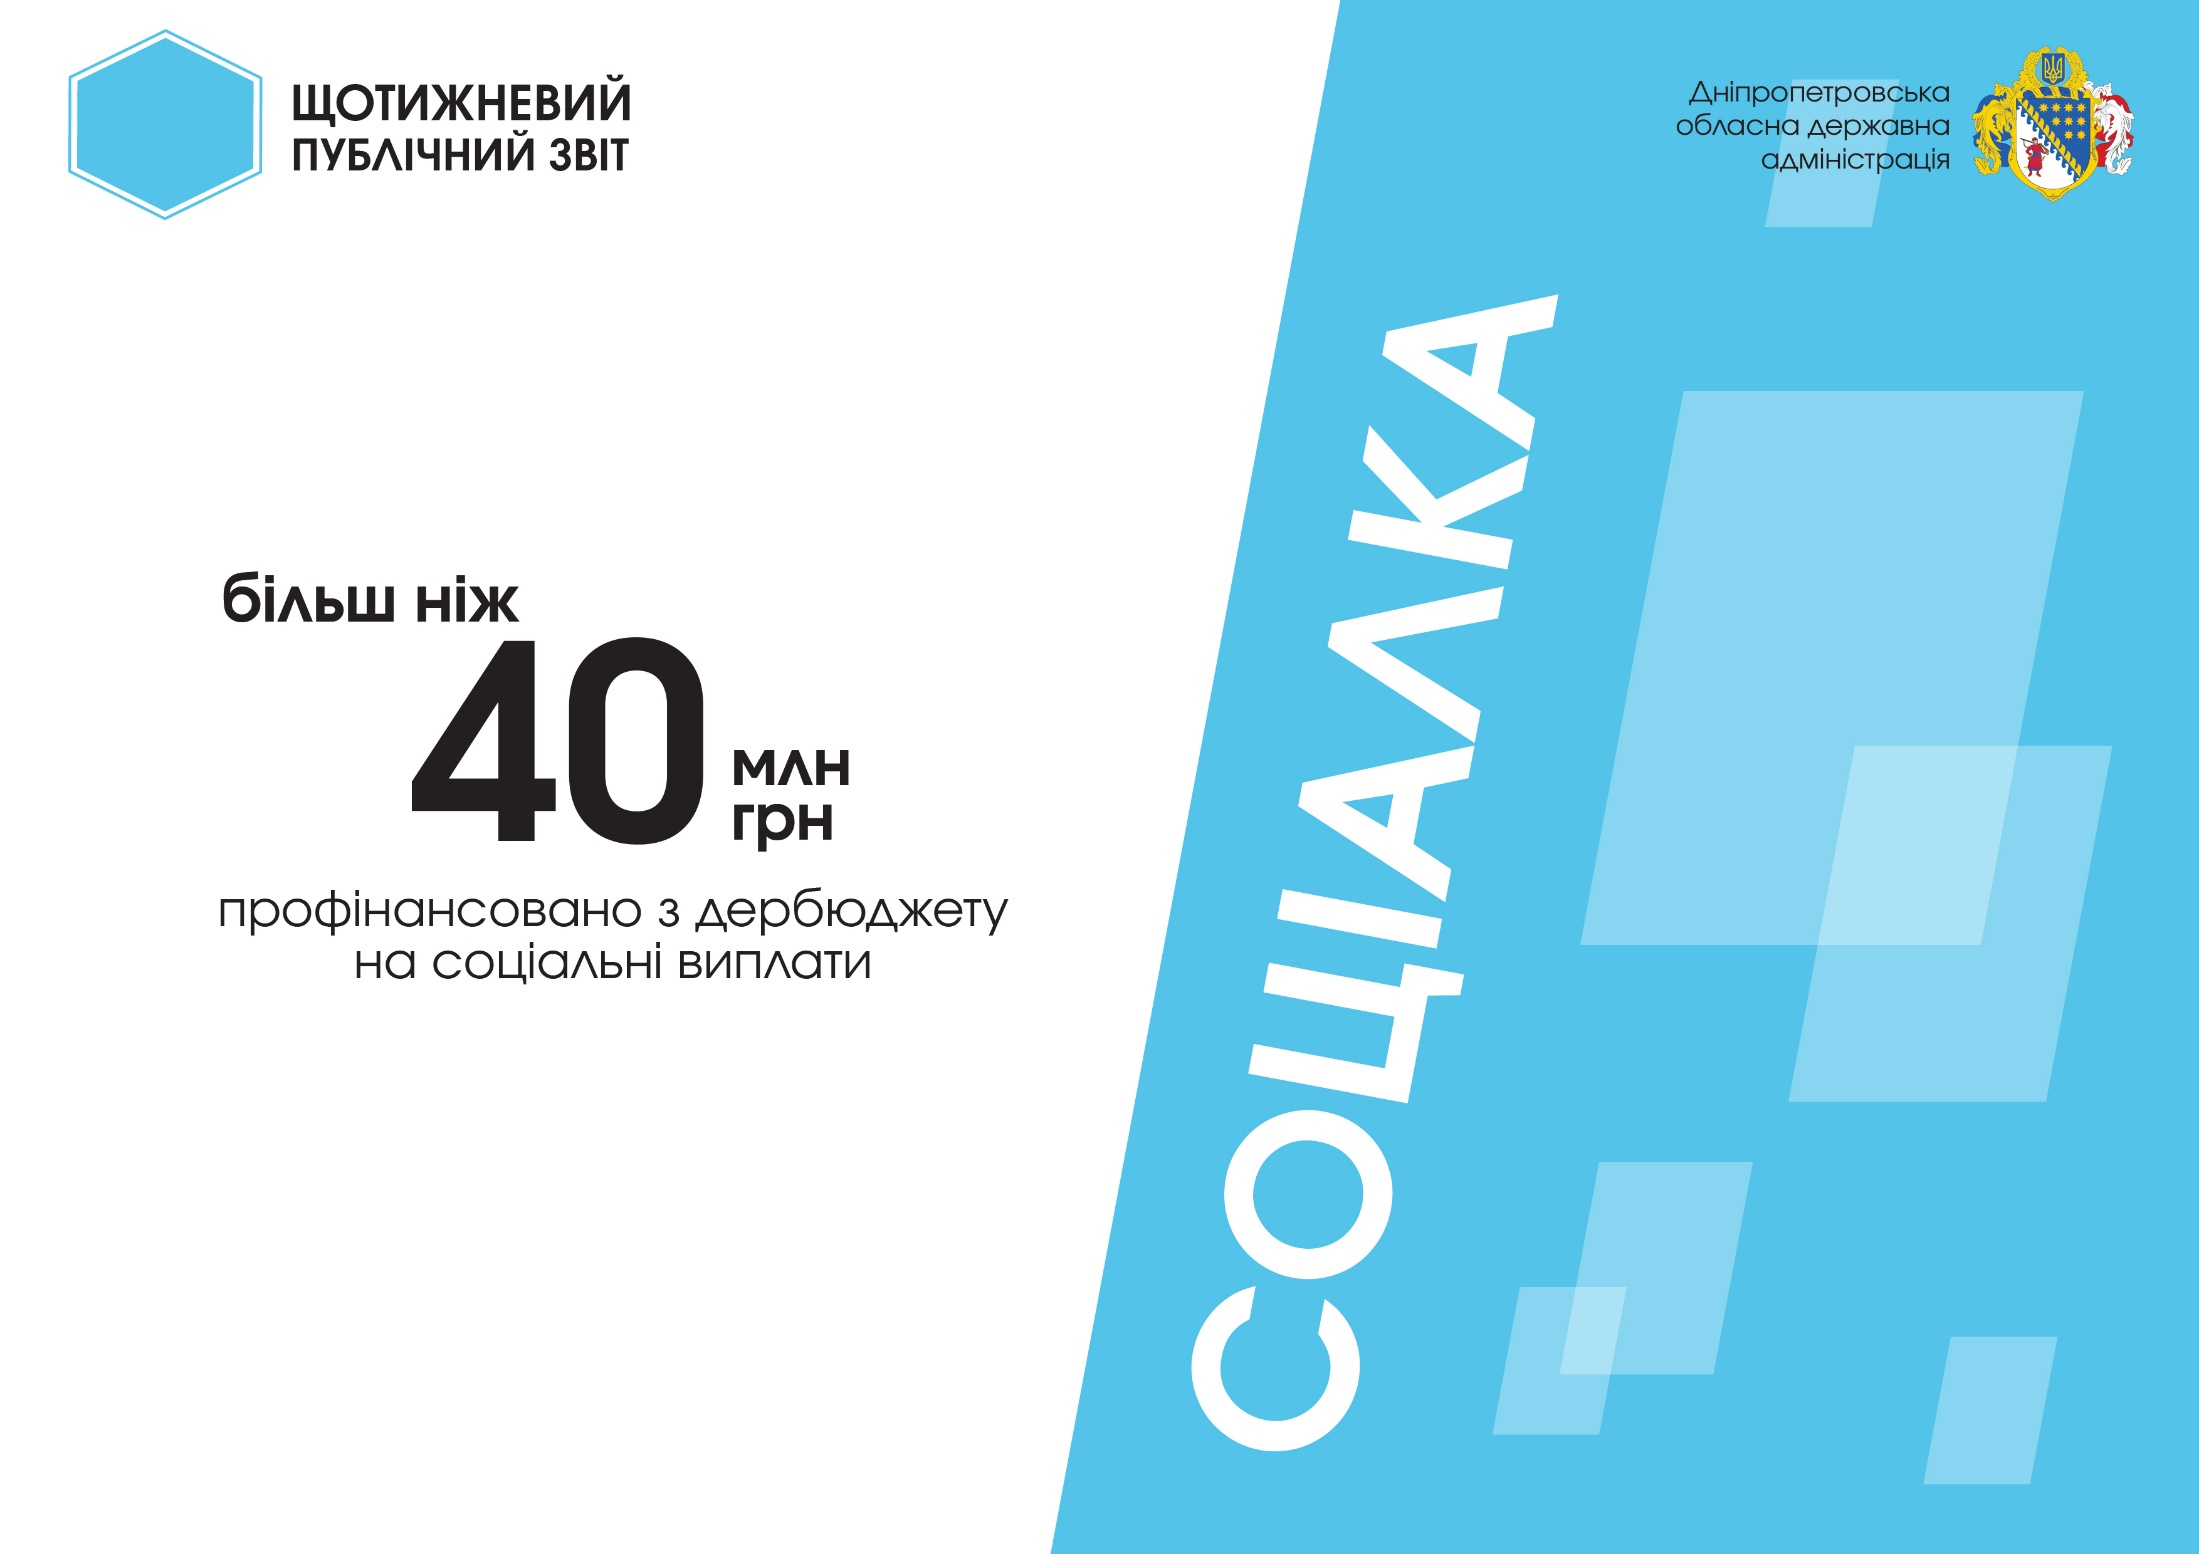 ЩОТИЖНЕВИЙ
ПУБЛІЧНИЙ ЗВІТ
Дніпропетровська
обласна державна
адміністрація
більш ніж
40 млн
грн
профінансовано з дербюджету
на соціальні виплати
СОЦІАЛКА